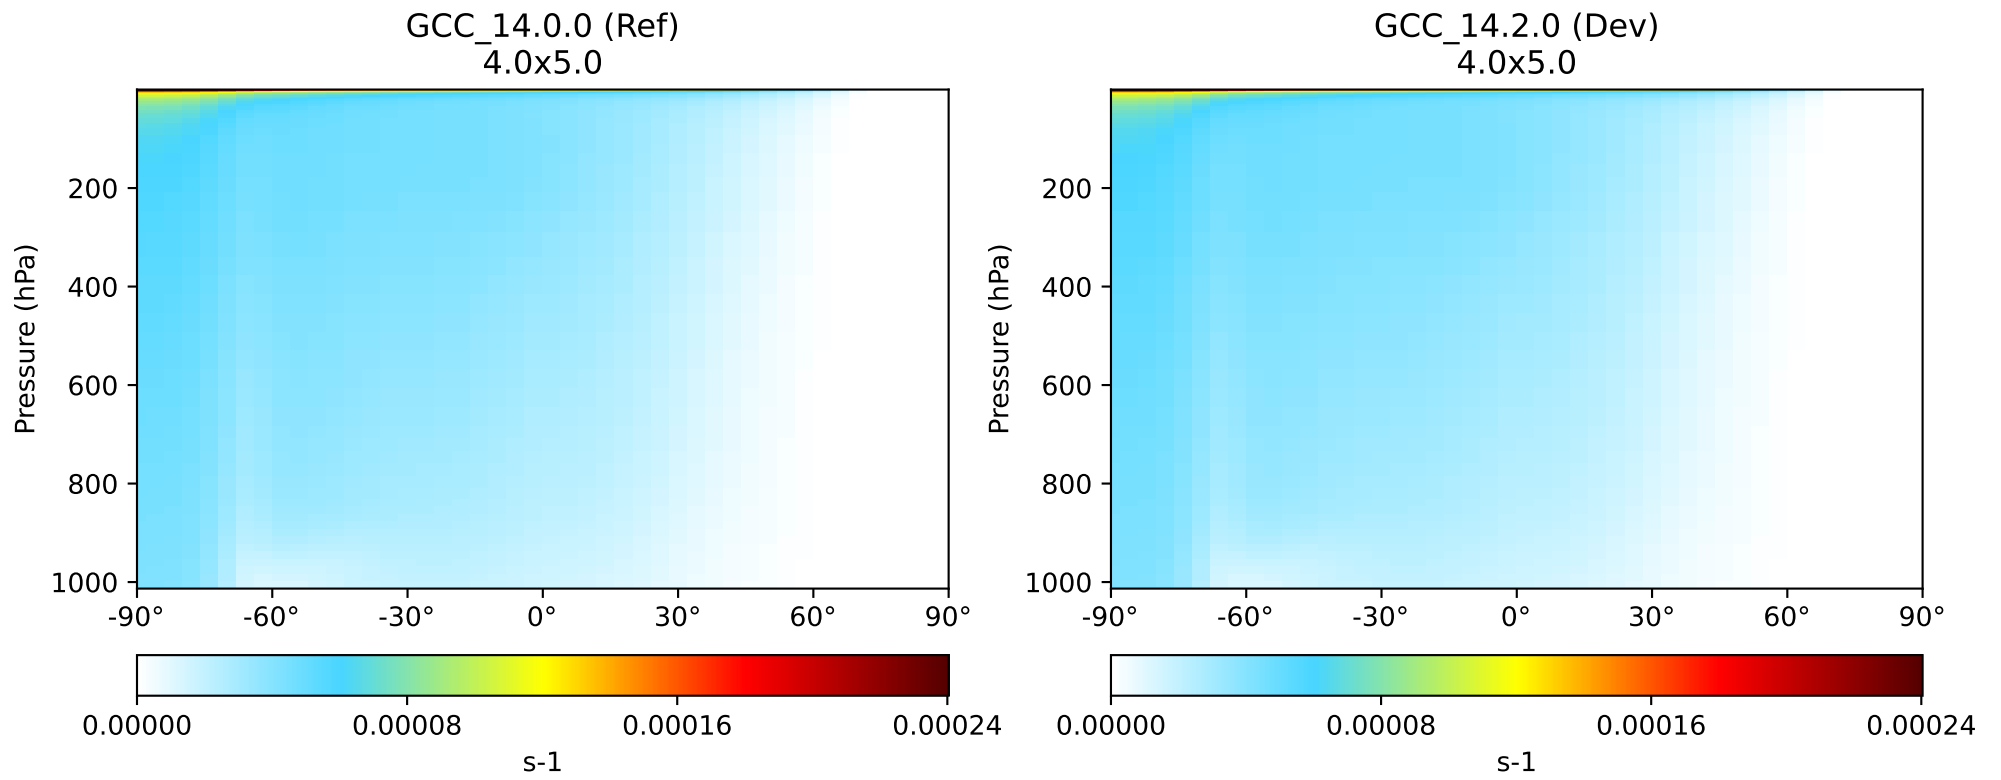 GCC_14.0.0 (Ref)
4.0x5.0
Pressure (hPa)
200
400
600
800
1000
-90° -60° -30° 0° 30° 60° 90°
0.00000 0.00008 0.00016 0.00024
s-1
GCC_14.2.0 (Dev)
4.0x5.0
Pressure (hPa)
200
400
600
800
1000
-90° -60° -30° 0° 30° 60° 90°
0.00000 0.00008 0.00016 0.00024
s-1